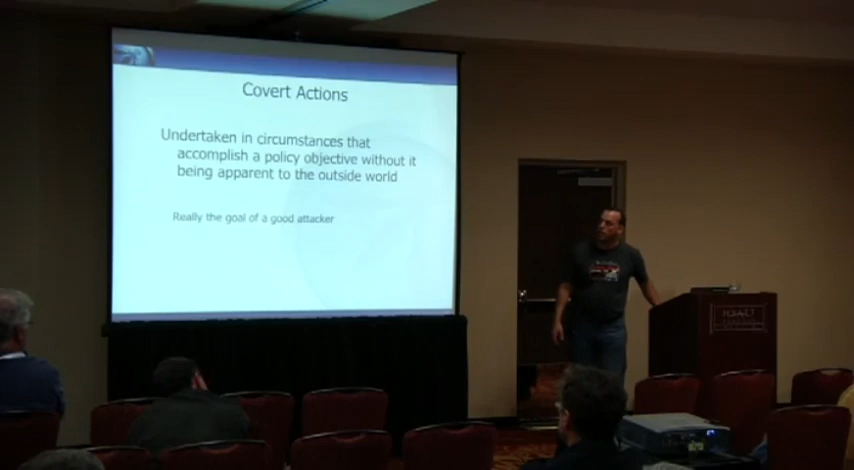 Covert Actions
Undertaken in circumstances that
accomplish a policy objective without it
being apparent to the outside world
Really the goal of a good attacker
HYATT